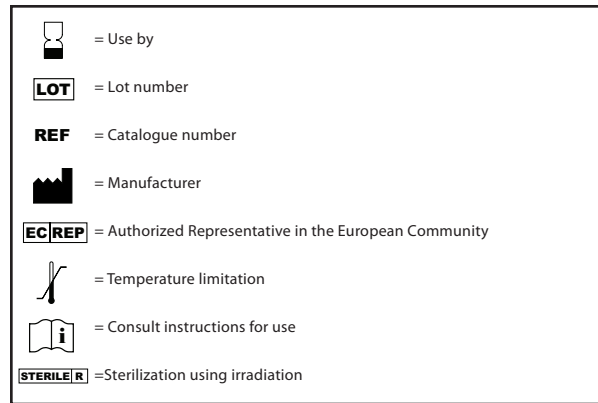 = Use by
LOT = Lot number
REF = Catalogue number
= Manufacturer
EC REP = Authorized Representative in the European Community
= Temperature limitation
i = Consult instructions for use
STERILE R =Sterilization using irradiation